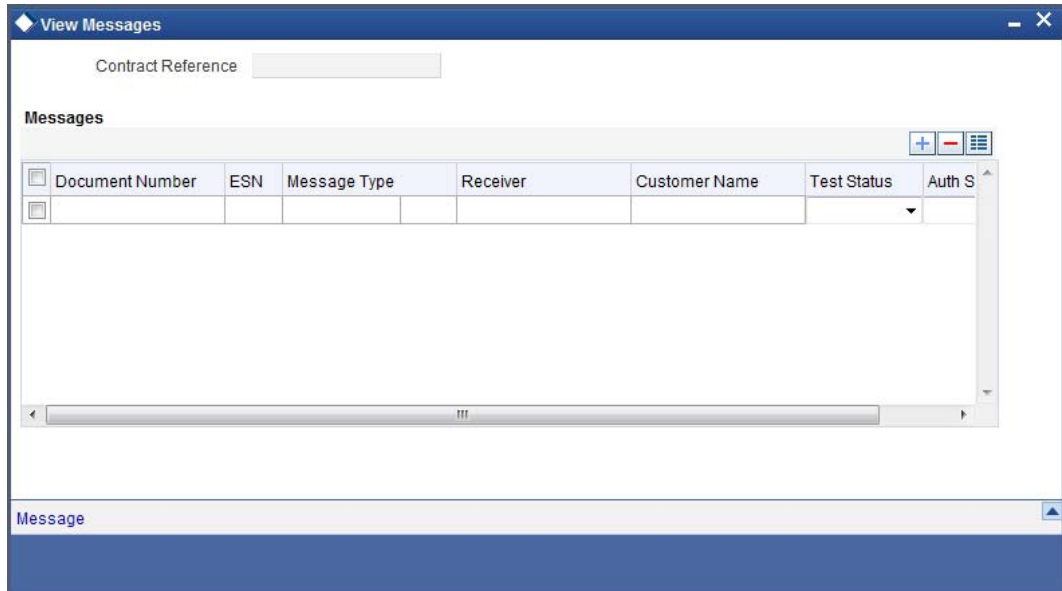 View Messages
Contract Reference
Messages
Document Number ESN Message Type Receiver Customer Name Test Status Auth S
Message